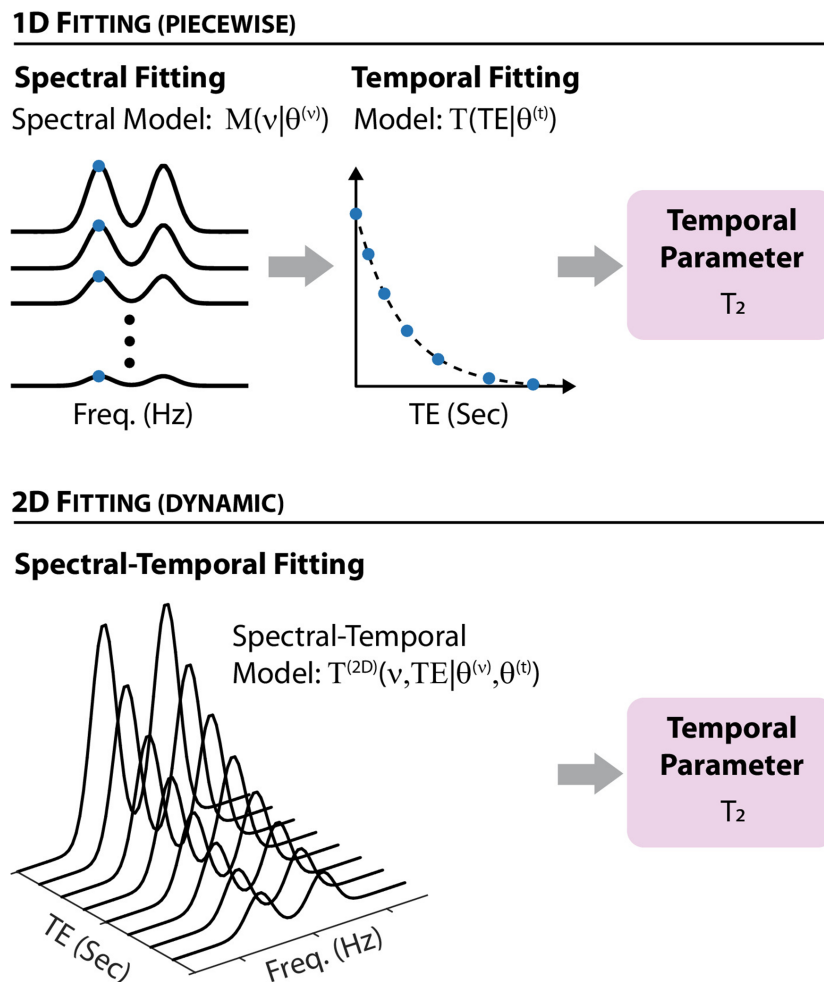 1D FITTING (PIECEWISE)
Spectral Fitting
Spectral Model: M(ν|θ⁽ᵛ⁾)
Temporal Fitting
Model: T(TE|θ⁽ᵗ⁾)
Freq. (Hz)
TE (Sec)
Temporal
Parameter
T₂
2D FITTING (DYNAMIC)
Spectral-Temporal Fitting
Spectral-Temporal
Model: T⁽²ᴰ⁾(ν,TE|θ⁽ᵛ⁾,θ⁽ᵗ⁾)
TE (Sec)
Freq. (Hz)
Temporal
Parameter
T₂